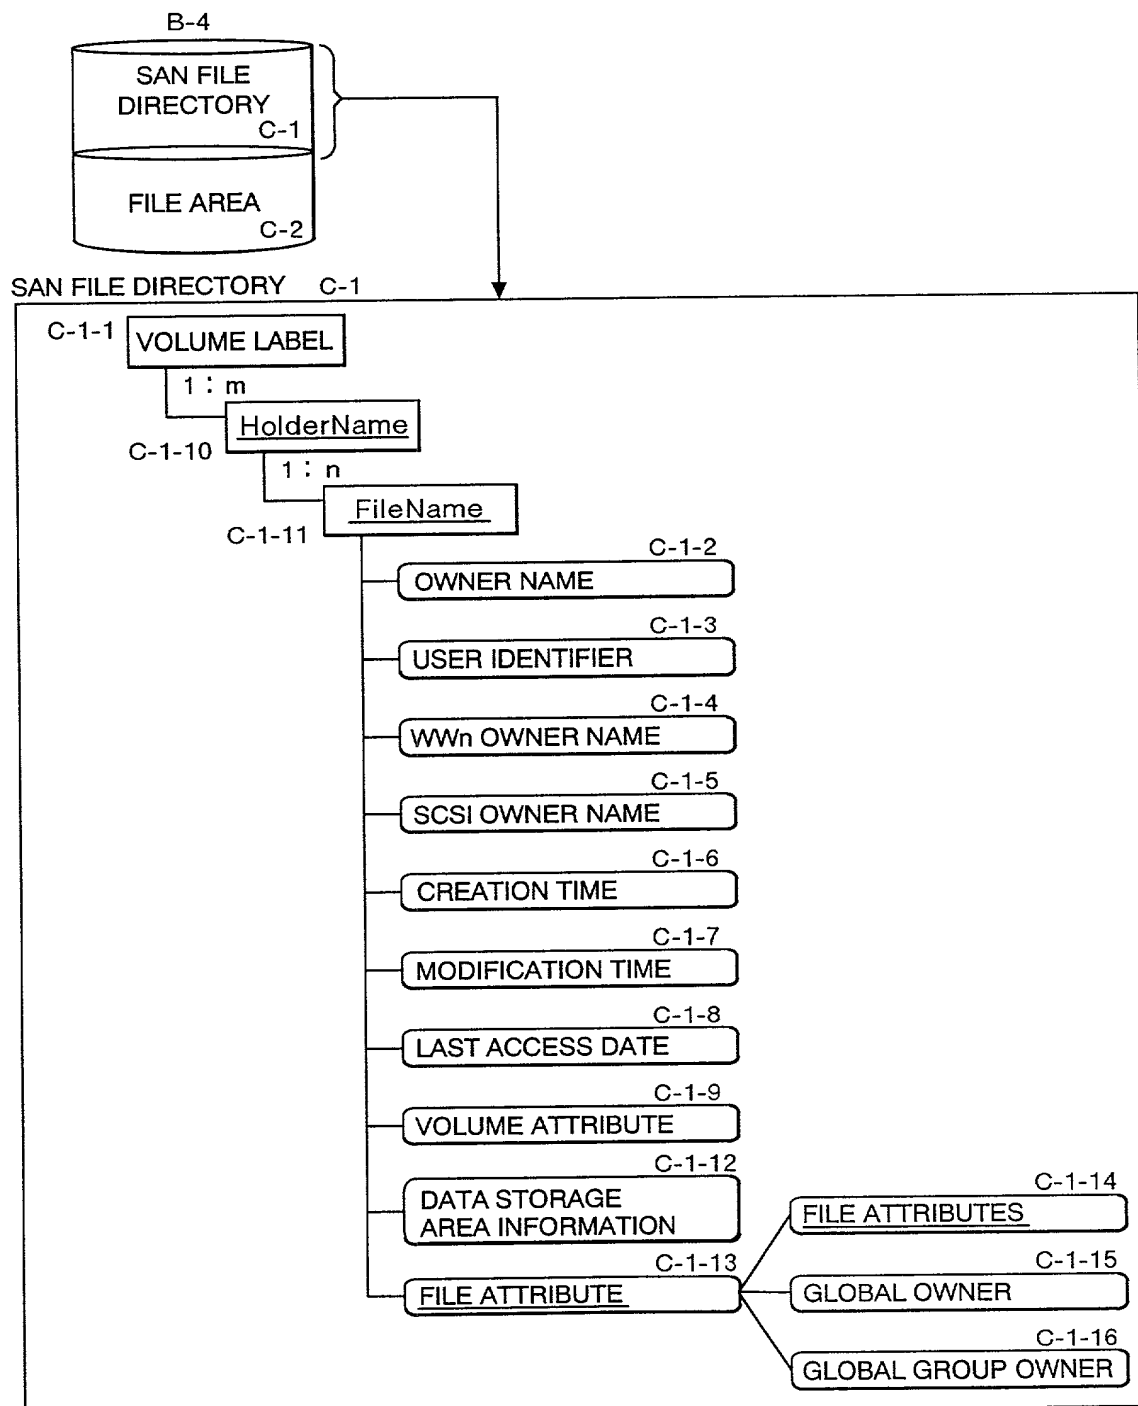 B-4
SAN FILE
DIRECTORY
C-1
FILE AREA
C-2
SAN FILE DIRECTORY C-1
C-1-1
VOLUME LABEL
1 : m
HolderName
C-1-10
1 : n
FileName
C-1-11
C-1-2
OWNER NAME
C-1-3
USER IDENTIFIER
C-1-4
WWn OWNER NAME
C-1-5
SCSI OWNER NAME
C-1-6
CREATION TIME
C-1-7
MODIFICATION TIME
C-1-8
LAST ACCESS DATE
C-1-9
VOLUME ATTRIBUTE
C-1-12
DATA STORAGE
AREA INFORMATION
C-1-13
FILE ATTRIBUTE
C-1-14
FILE ATTRIBUTES
C-1-15
GLOBAL OWNER
C-1-16
GLOBAL GROUP OWNER